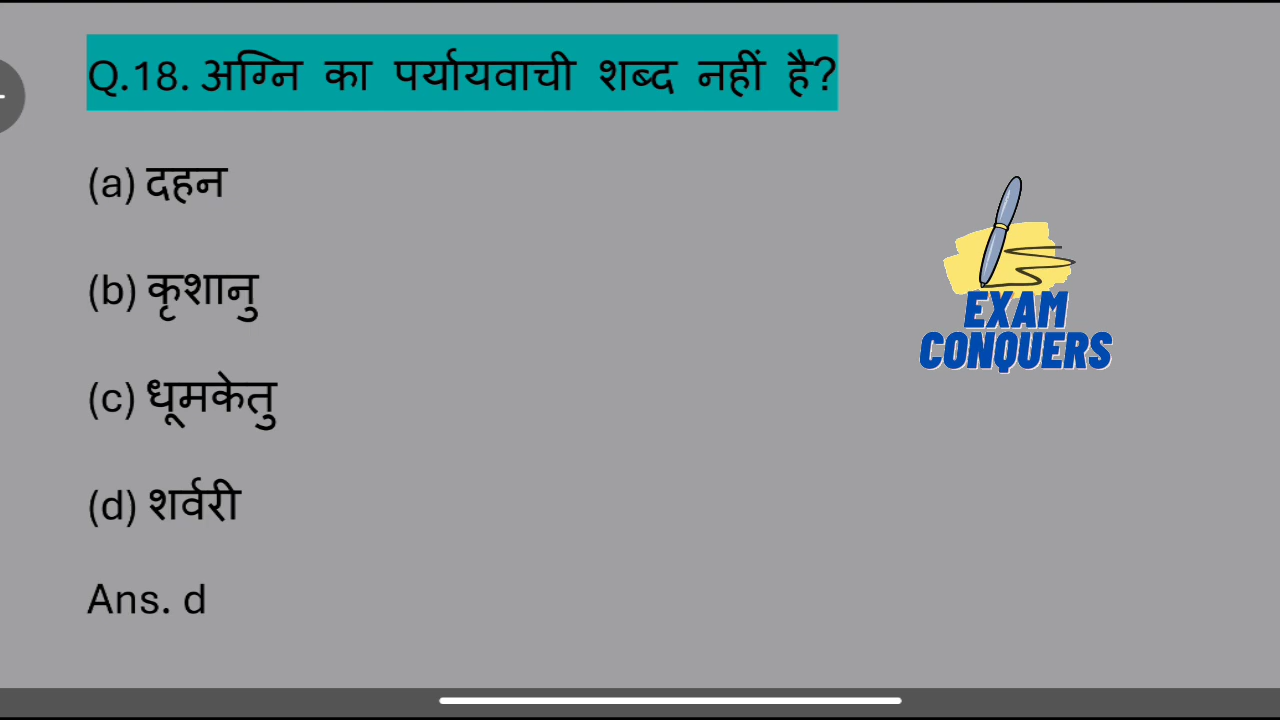 Q.18. अग्नि का पर्यायवाची शब्द नहीं है?
(a) दहन
(b) कृशानु
(c) धूमकेतु
(d) शर्वरी
Ans. d
EXAM
CONQUERS